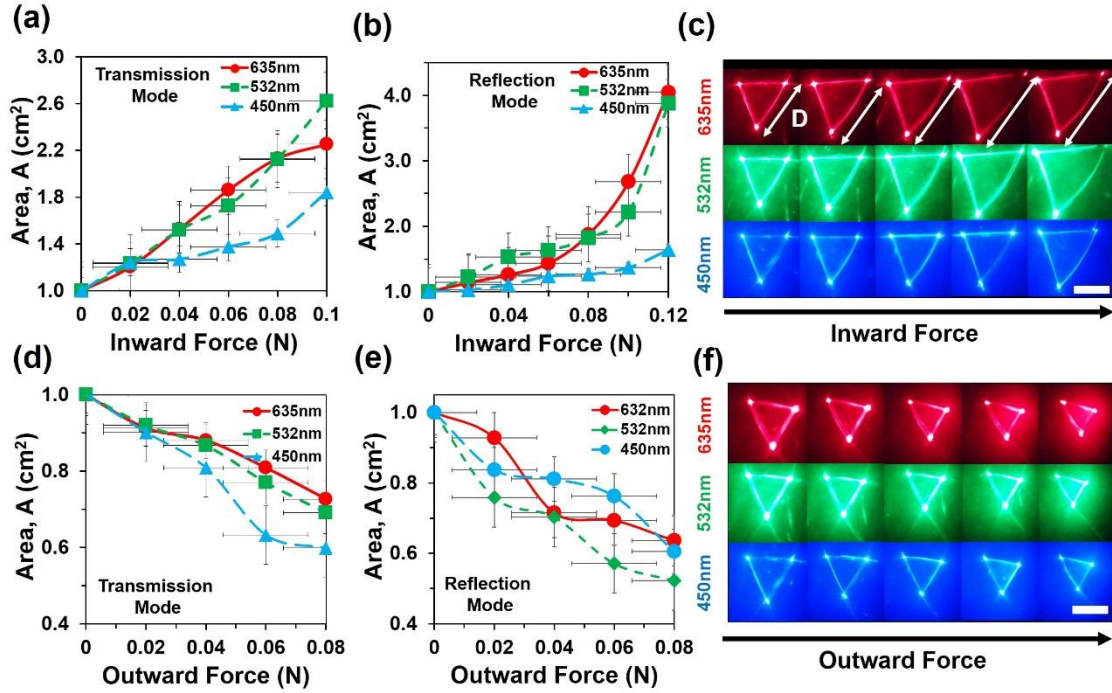 (a)
Transmission
Mode
635nm
532nm
450nm
Area, A (cm²)
3.0
2.6
2.2
1.8
1.4
1.0
0
0.02
0.04
0.06
0.08
0.1
Inward Force (N)
(b)
Reflection
Mode
635nm
532nm
450nm
Area, A (cm²)
4.0
3.0
2.0
1.0
0
0.04
0.08
0.12
Inward Force (N)
(c)
635nm
532nm
450nm
D
Inward Force
(d)
635nm
532nm
450nm
Transmission
Mode
Area, A (cm²)
1.0
0.8
0.6
0.4
0
0.02
0.04
0.06
0.08
Outward Force (N)
(e)
632nm
532nm
450nm
Reflection
Mode
Area, A (cm²)
1.0
0.8
0.6
0.4
0
0.02
0.04
0.06
0.08
Outward Force (N)
(f)
635nm
532nm
450nm
Outward Force